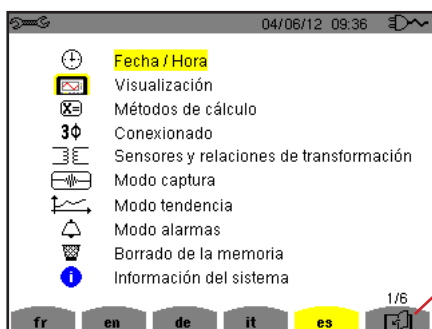 04/06/12 09:36
Fecha / Hora
Visualización
X= Métodos de cálculo
3ϕ Conexionado
Sensores y relaciones de transformación
Modo captura
Modo tendencia
Modo alarmas
Borrado de la memoria
i Información del sistema
1/6
fr en de it es